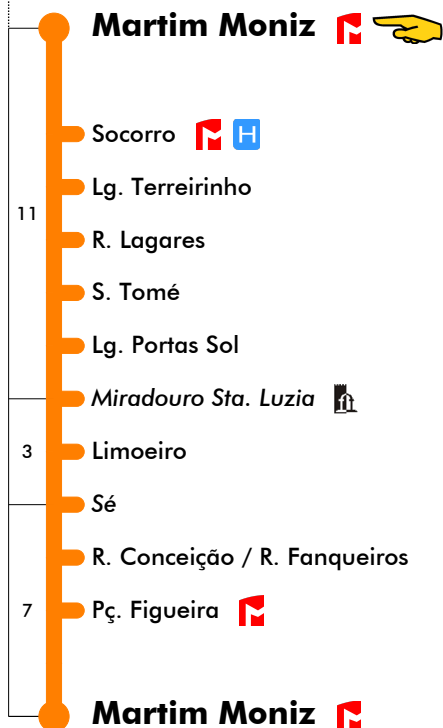 Martim Moniz
Socorro H
Lg. Terreirinho
11
R. Lagares
S. Tomé
Lg. Portas Sol
Miradouro Sta. Luzia
3 Limoeiro
Sé
R. Conceição / R. Fanqueiros
7 Pç. Figueira
Martim Moniz